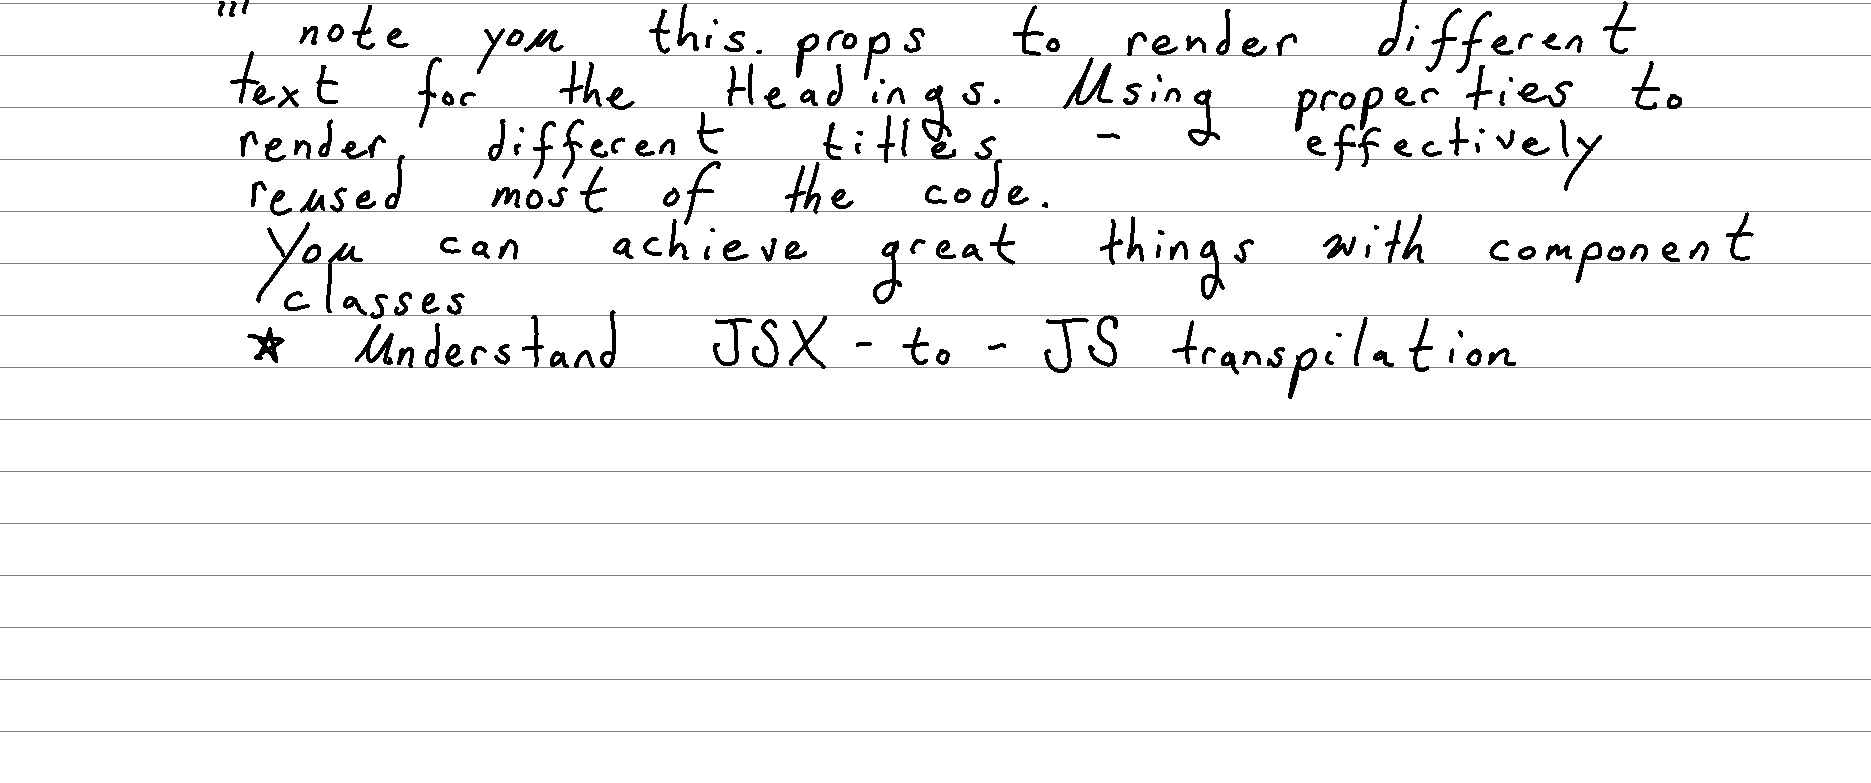 "' note you this.props to render different
text for the Headings. Using properties to
render, different titles - effectively
reused most of the code.
You can achieve great things with component
classes
★ Understand JSX-to-JS transpilation